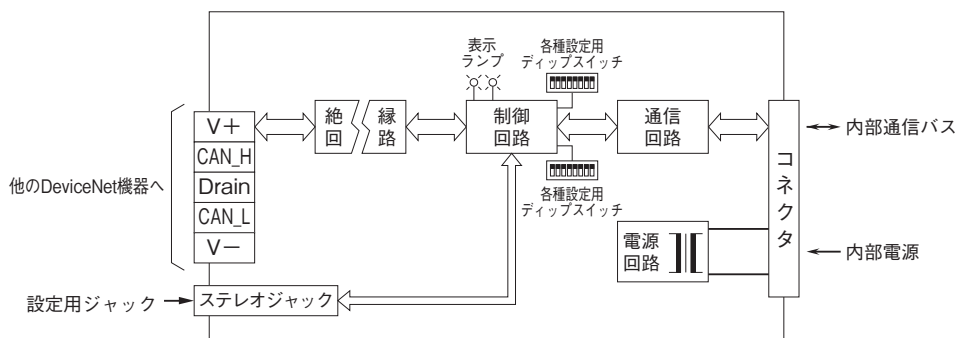 表示
ランプ
各種設定用
ディップスイッチ
V+
CAN_H
Drain
CAN_L
V−
他のDeviceNet機器へ
絶縁
回路
制御
回路
通信
回路
コネクタ
内部通信バス
各種設定用
ディップスイッチ
電源
回路
内部電源
設定用ジャック
ステレオジャック